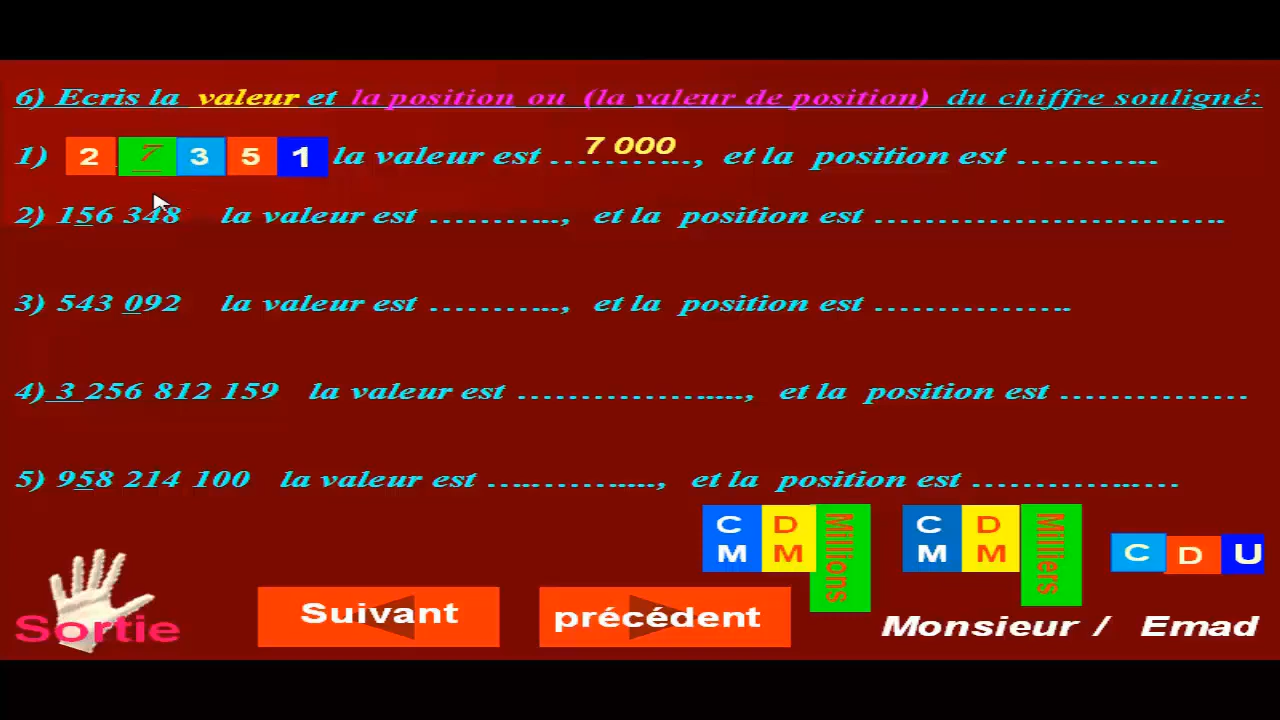 6) Ecris la valeur et la position ou (la valeur de position) du chiffre souligné:
1) 2 7 3 5 1 la valeur est ..7 000.., et la position est ...........
2) 156 348 la valeur est ..........., et la position est .............................
3) 543 092 la valeur est ..........., et la position est ................
4) 3 256 812 159 la valeur est ...................., et la position est ...............
5) 958 214 100 la valeur est ................, et la position est .................
C M D M Millions C M D M Milliers C D U
Sortie Suivant précédent Monsieur / Emad